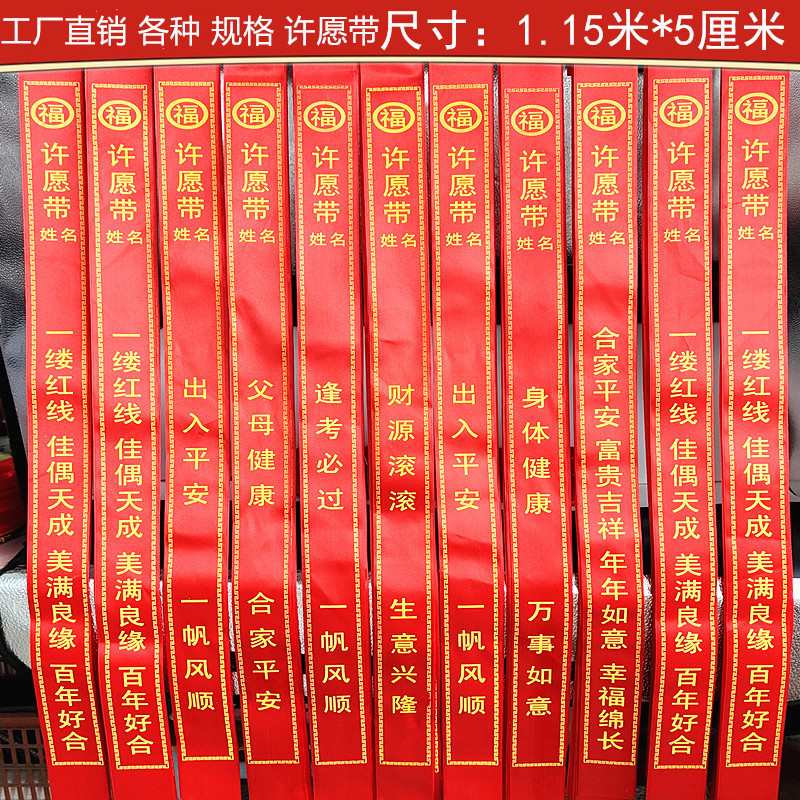 工厂直销 各种 规格 许愿带尺寸：1.15米*5厘米
福 许愿带 姓名 一缕红线 佳偶天成 美满良缘 百年好合
福 许愿带 姓名 一缕红线 佳偶天成 美满良缘 百年好合
福 许愿带 姓名 出入平安 一帆风顺
福 许愿带 姓名 父母健康 合家平安
福 许愿带 姓名 逢考必过 一帆风顺
福 许愿带 姓名 财源滚滚 生意兴隆
福 许愿带 姓名 出入平安 一帆风顺
福 许愿带 姓名 身体健康 万事如意
福 许愿带 姓名 合家平安 富贵吉祥 年年如意 幸福绵长
福 许愿带 姓名 一缕红线 佳偶天成 美满良缘 百年好合
福 许愿带 姓名 一缕红线 佳偶天成 美满良缘 百年好合